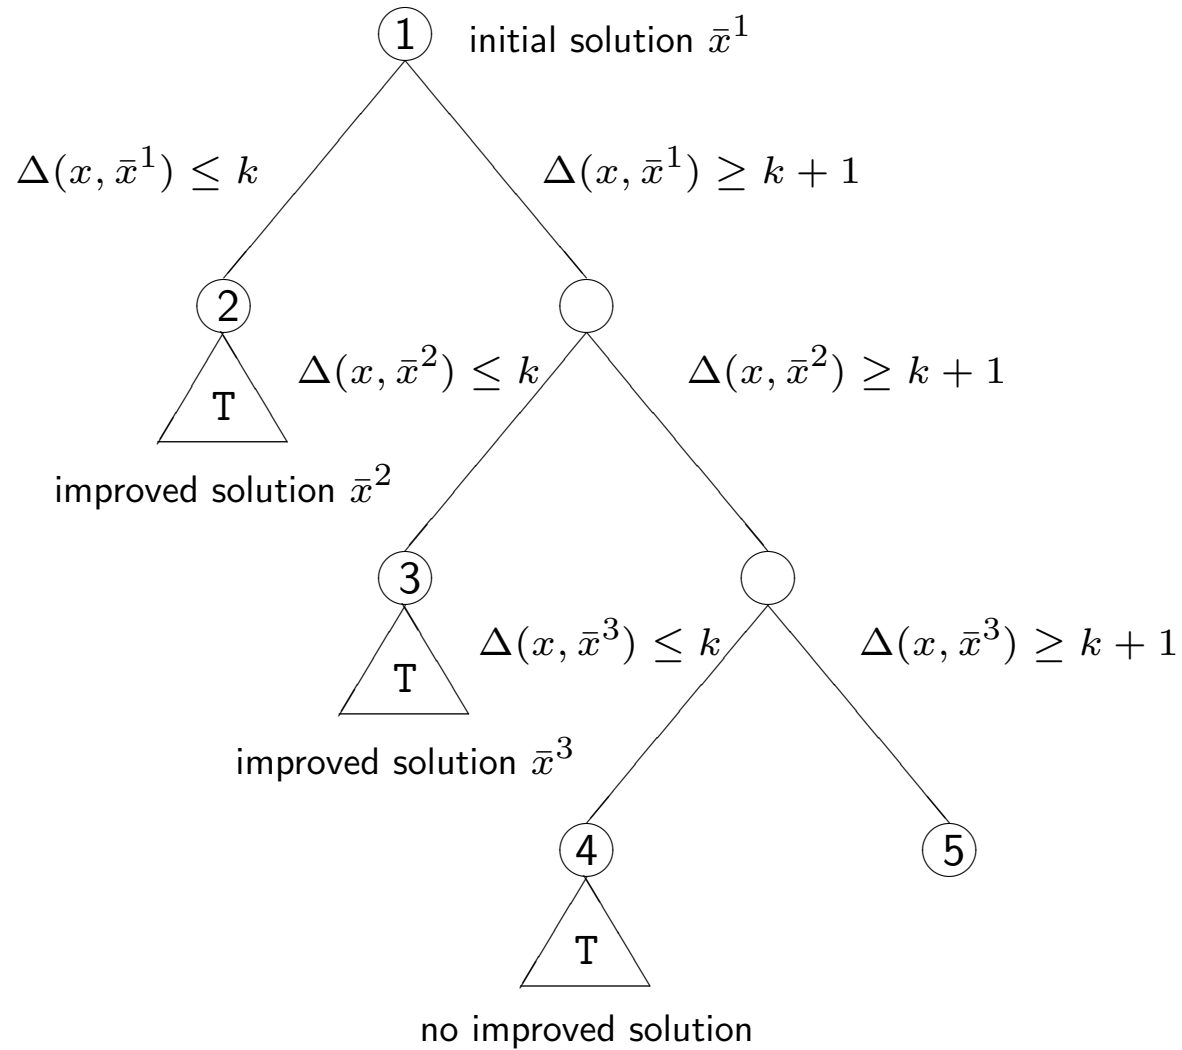 1 initial solution x̄¹
Δ(x, x̄¹) ≤ k Δ(x, x̄¹) ≥ k + 1
2
Δ(x, x̄²) ≤ k Δ(x, x̄²) ≥ k + 1
T
improved solution x̄²
3
Δ(x, x̄³) ≤ k Δ(x, x̄³) ≥ k + 1
T
improved solution x̄³
4 5
T
no improved solution